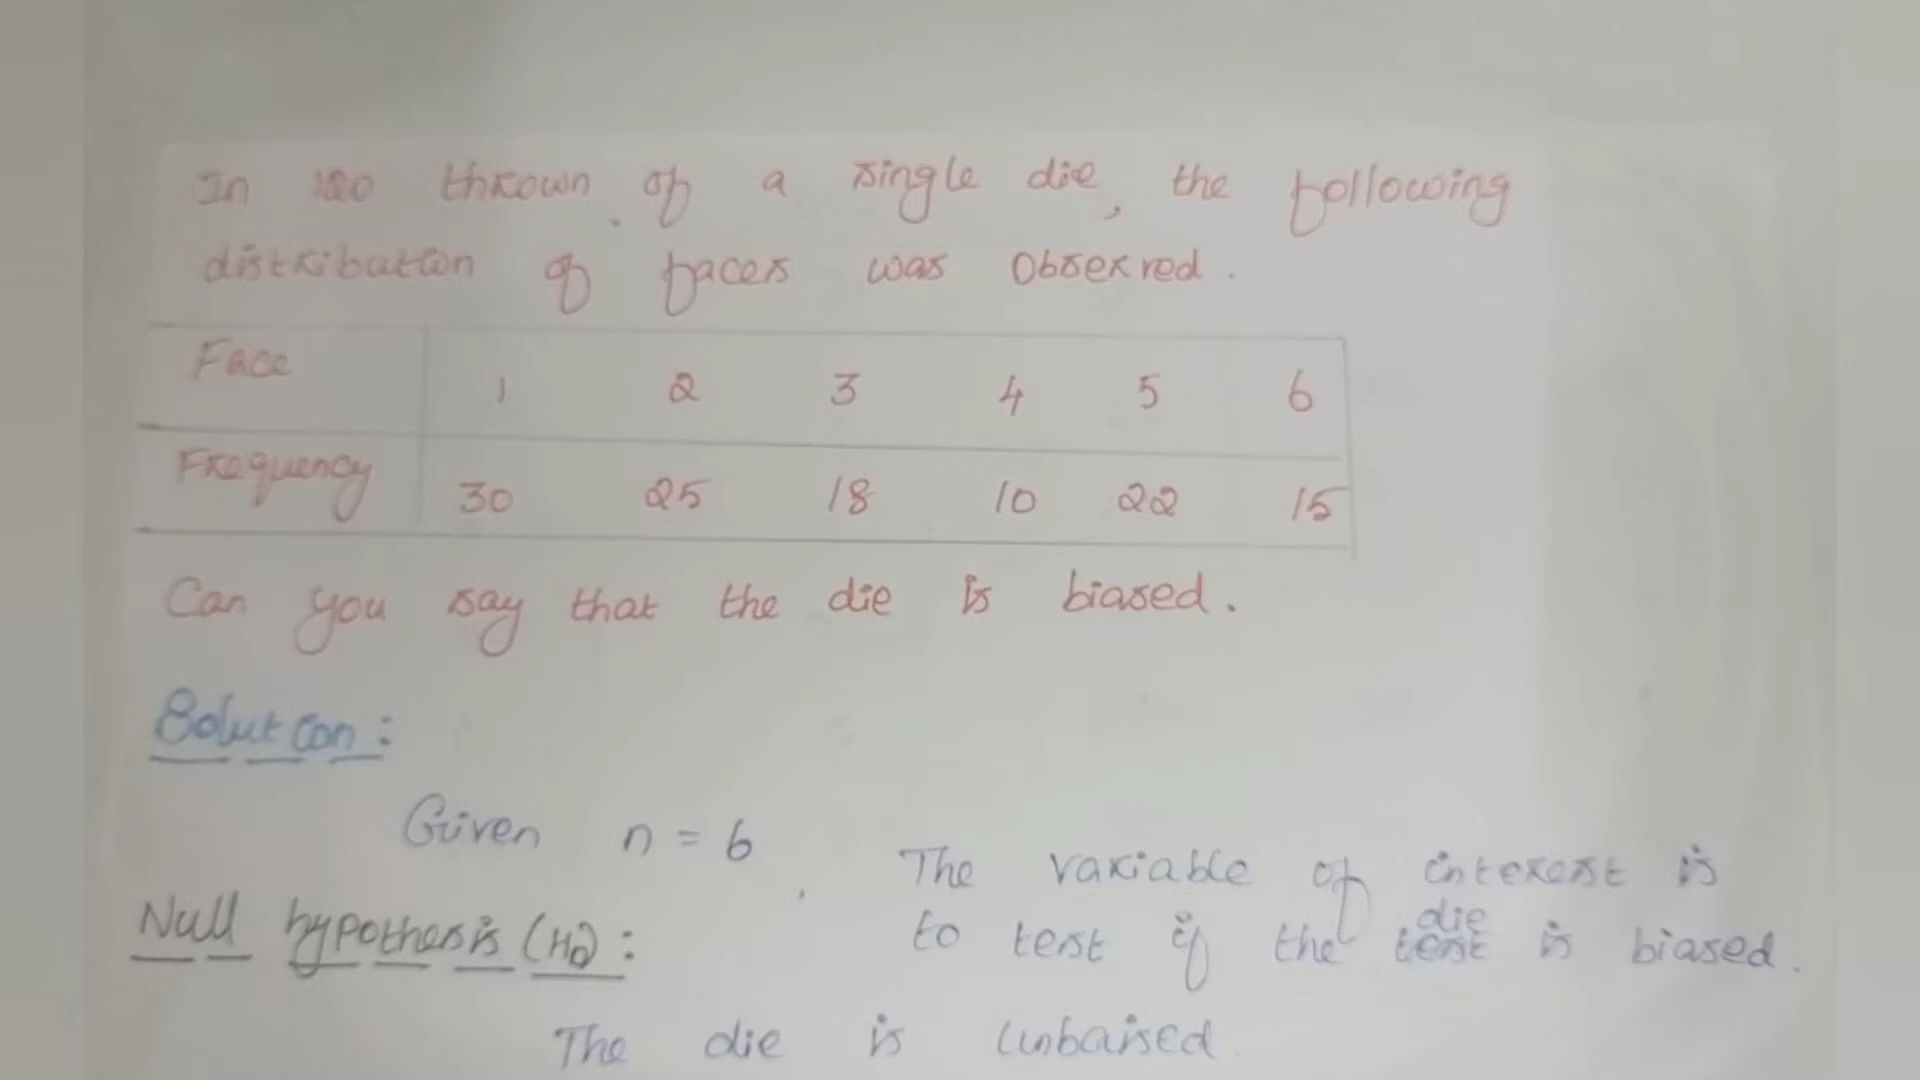 In 120 thrown of a single die, the following
distribution of faces was observed.
Face 1 2 3 4 5 6
Frequency 30 25 18 10 22 15
Can you say that the die is biased.
Solution:
Given n = 6
Null hypothesis (H0):
The variable of interest is
to test if the test die is biased.
The die is unbaised